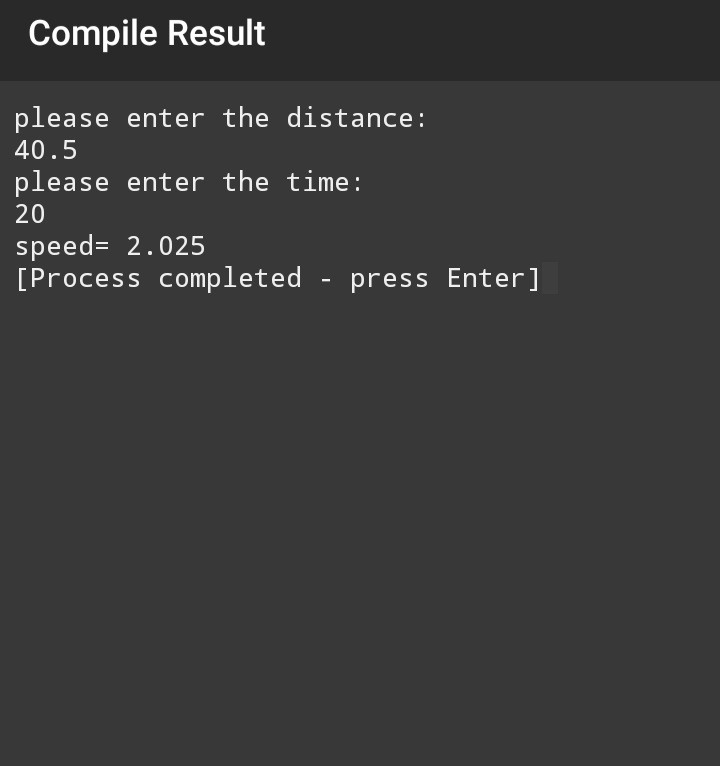 Compile Result
please enter the distance:
40.5
please enter the time:
20
speed= 2.025
[Process completed - press Enter]